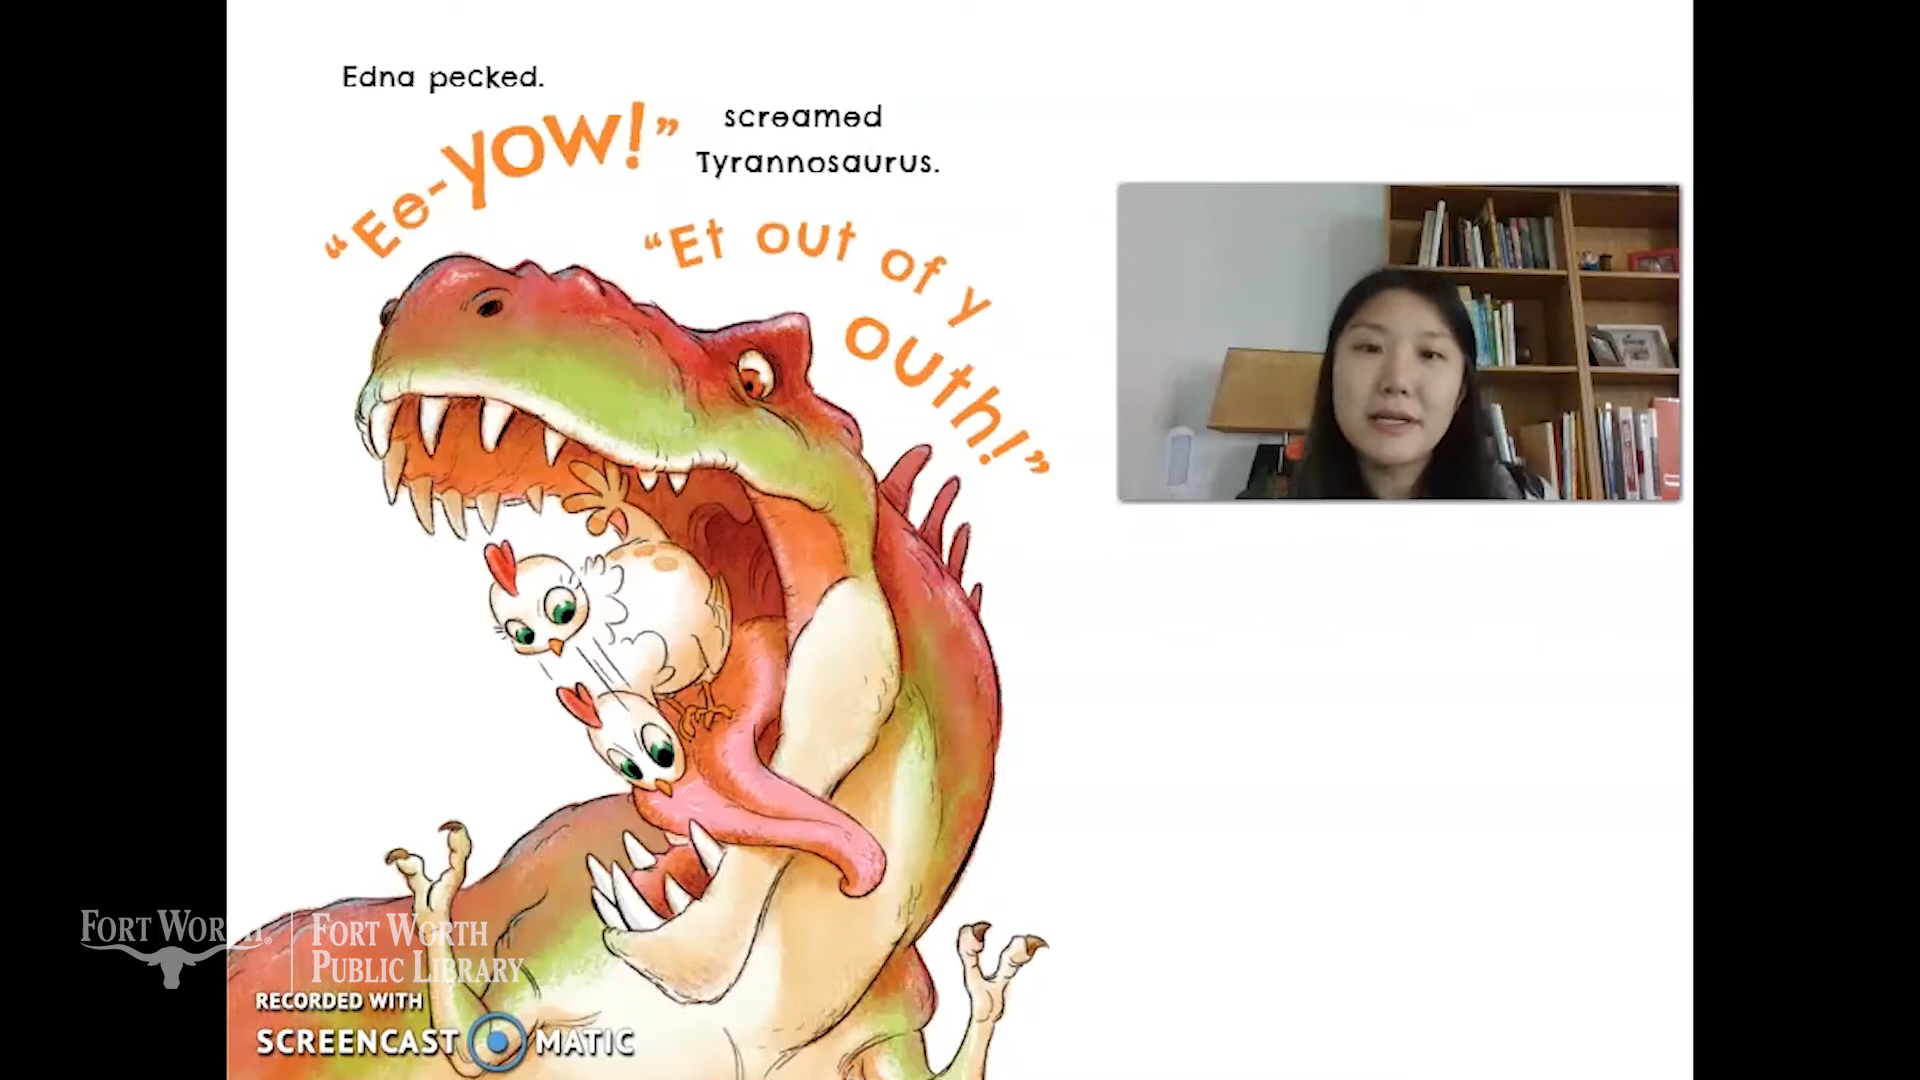 Edna pecked.
“Ee-YOW!” screamed
Tyrannosaurus.
“Et out of y
outh!”
FORT WORTH®
FORT WORTH
PUBLIC LIBRARY
RECORDED WITH
SCREENCAST MATIC